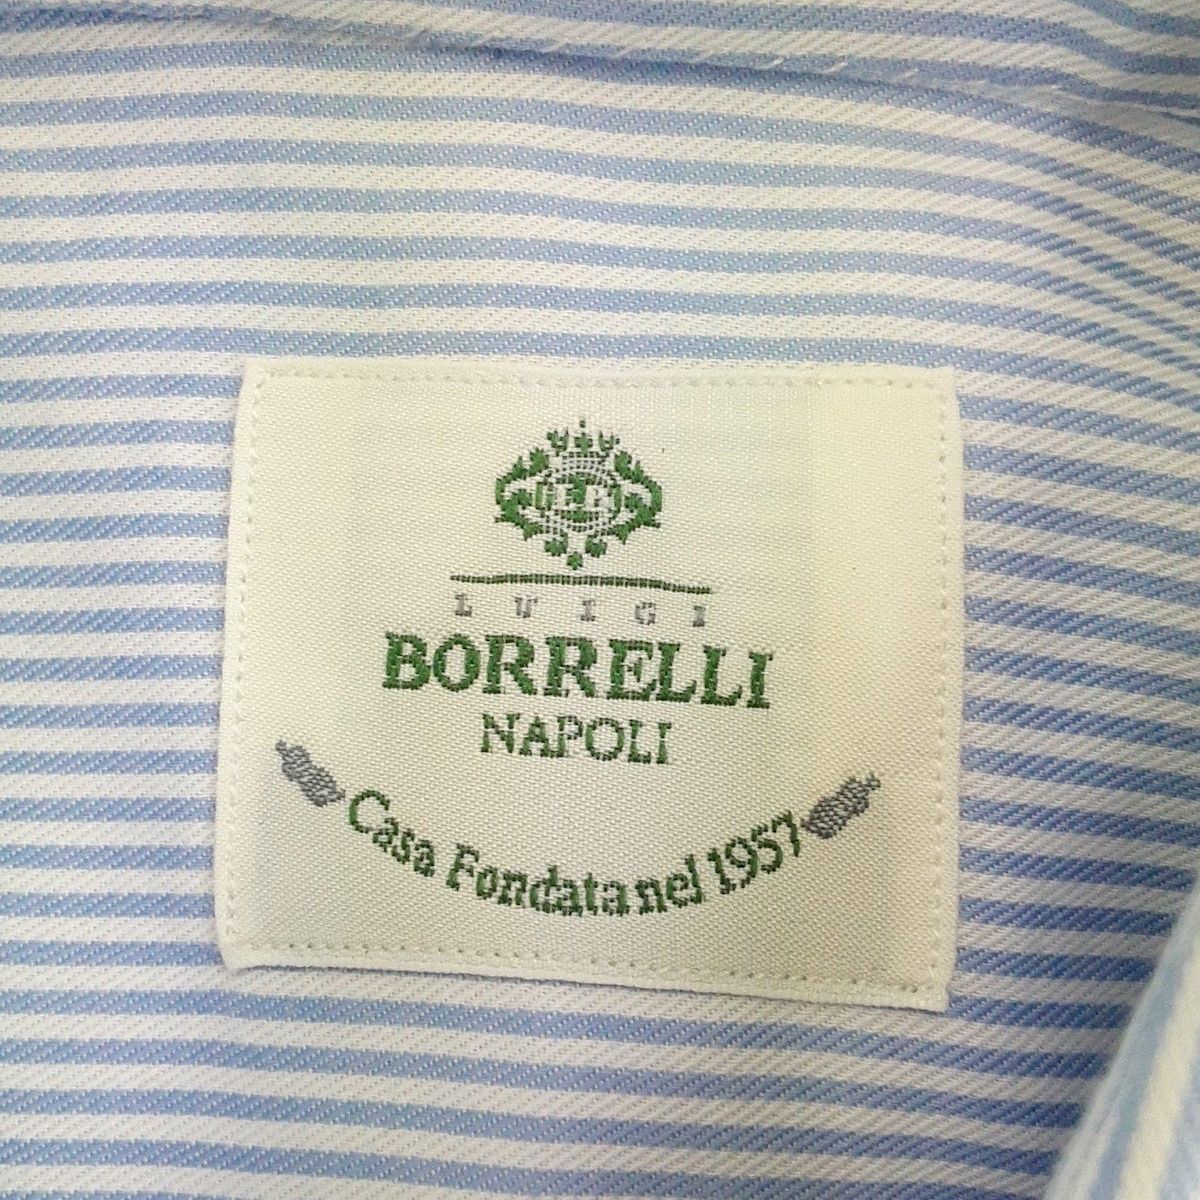 LUIGI
BORRELLI
NAPOLI
Casa Fondata nel 1957